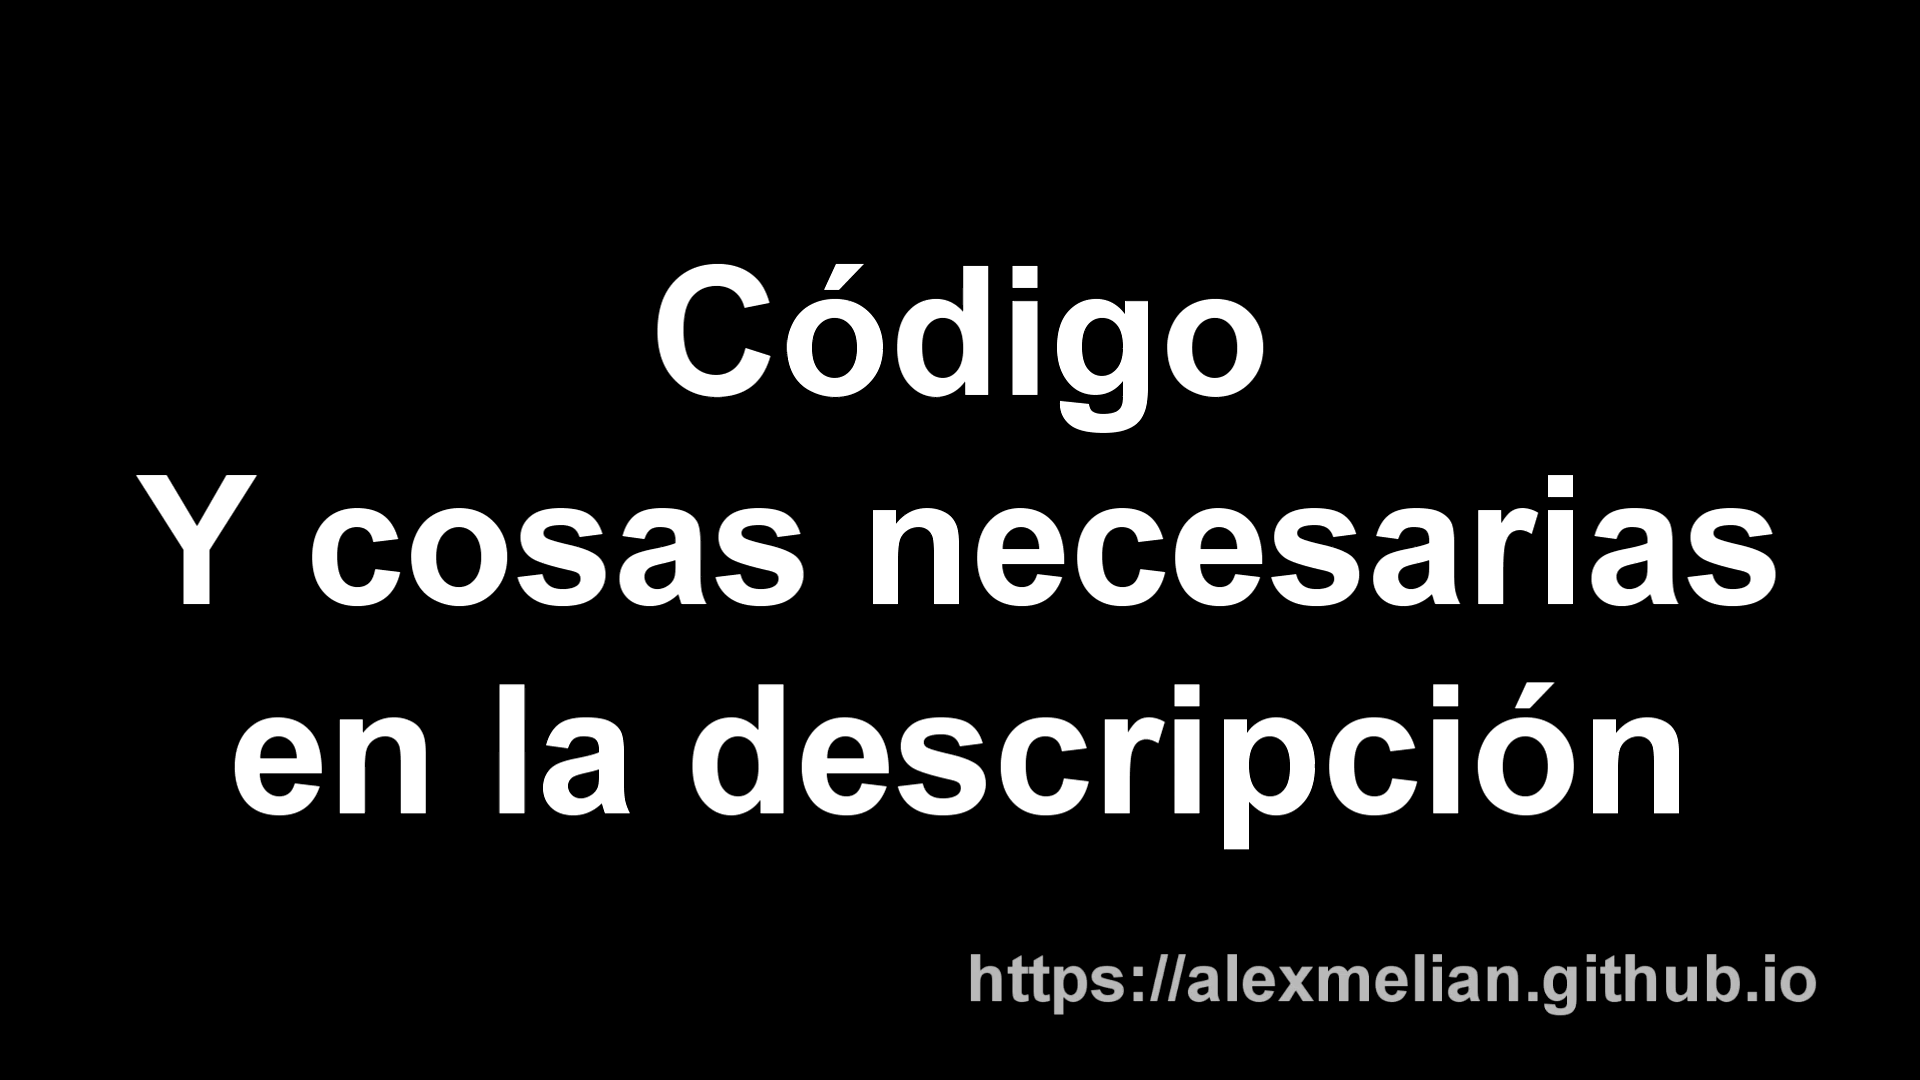 Código
Y cosas necesarias
en la descripción
https://alexmelian.github.io